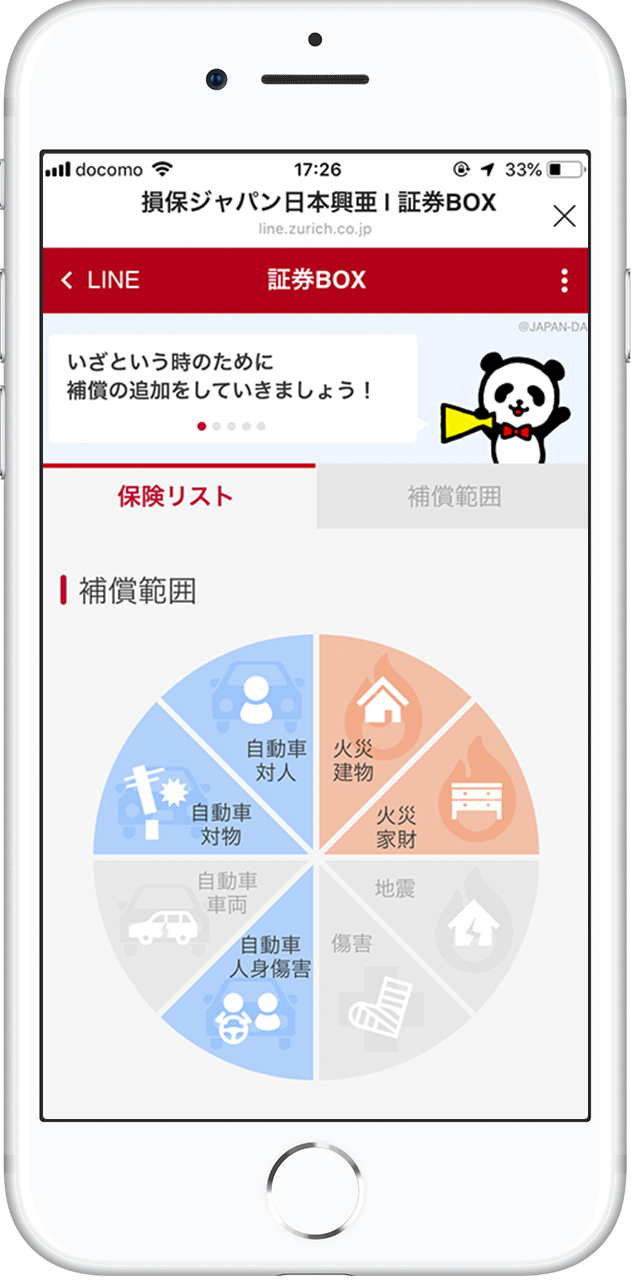 docomo 17:26 33%
損保ジャパン日本興亜 | 証券BOX
line.zurich.co.jp
LINE 証券BOX
@JAPAN-DA
いざという時のために
補償の追加をしていきましょう！
保険リスト 補償範囲
補償範囲
自動車
対人
火災
建物
自動車
対物
火災
家財
自動車
車両
地震
自動車
人身傷害
傷害